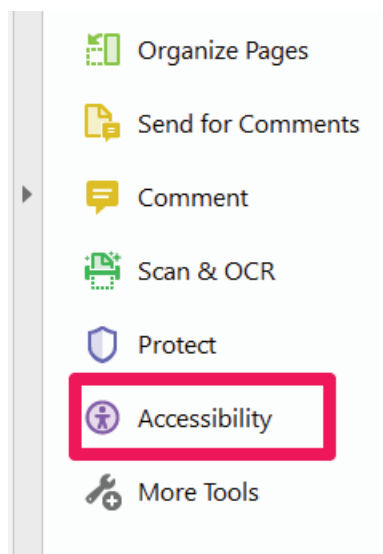 Organize Pages
Send for Comments
Comment
Scan & OCR
Protect
Accessibility
More Tools